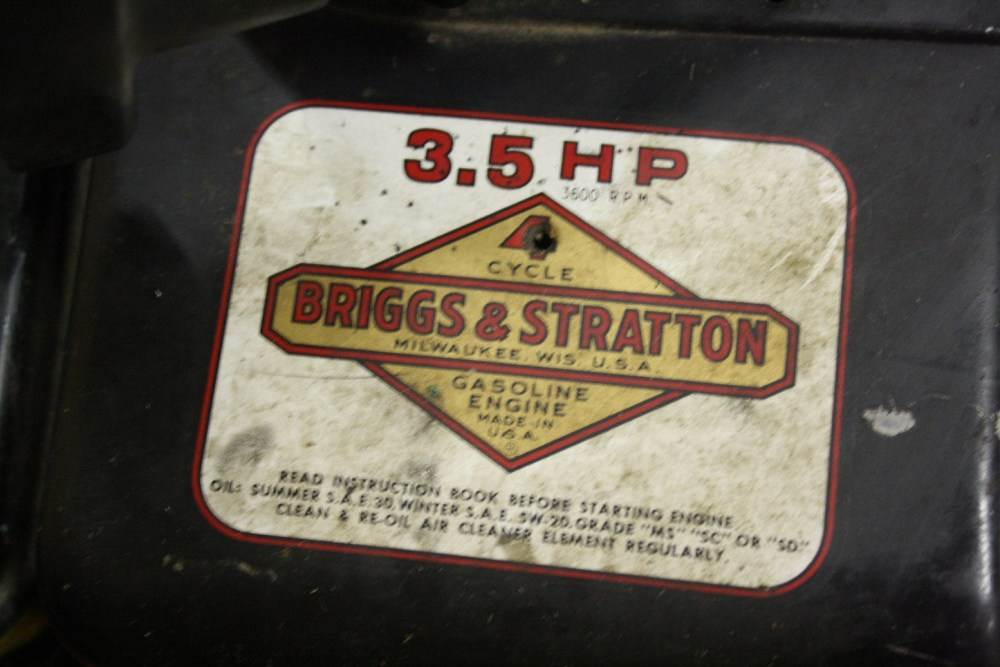 3.5 HP
3600 RPM
4
CYCLE
BRIGGS & STRATTON
MILWAUKEE, WIS. U.S.A.
GASOLINE
ENGINE
MADE IN
U.S.A.
READ INSTRUCTION BOOK BEFORE STARTING ENGINE
OIL: SUMMER S.A.E. 30, WINTER S.A.E. 5W-20. GRADE "MS" "SC" OR "SD."
CLEAN & RE-OIL AIR CLEANER ELEMENT REGULARLY.